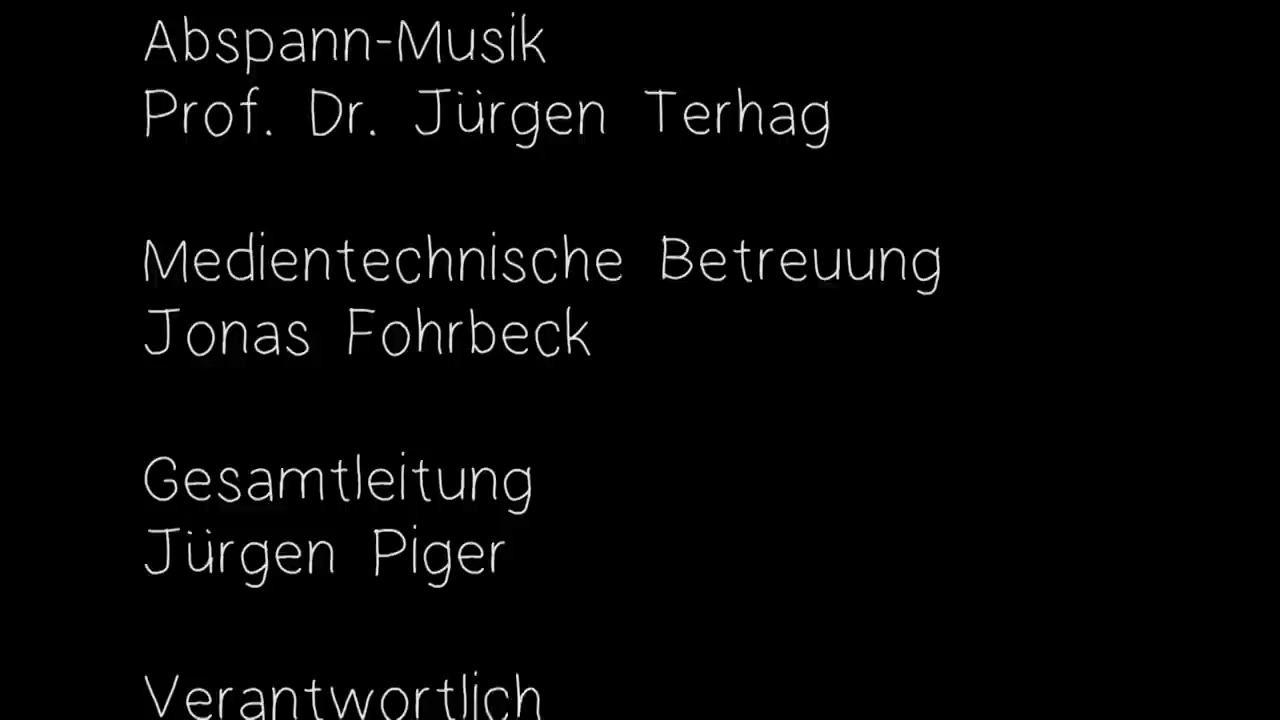 Abspann-Musik
Prof. Dr. Jürgen Terhag
Medientechnische Betreuung
Jonas Fohrbeck
Gesamtleitung
Jürgen Piger
Verantwortlich